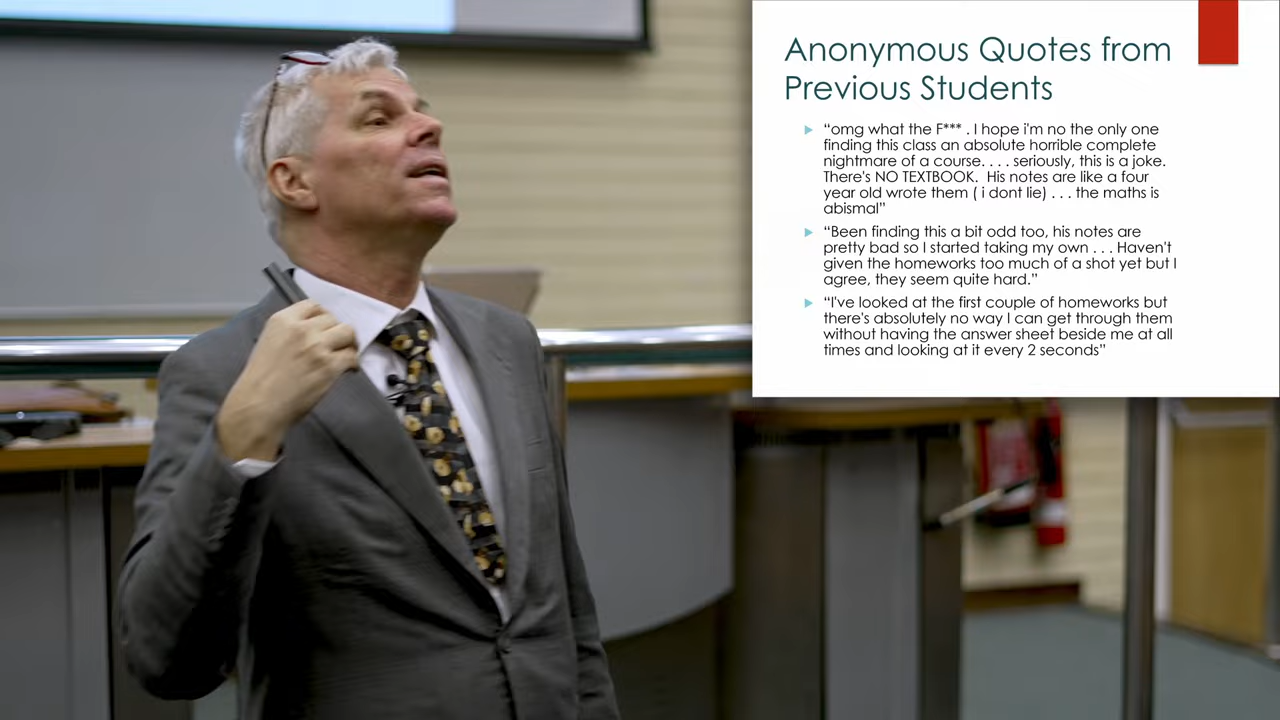 Anonymous Quotes from
Previous Students
“omg what the F*** . I hope i'm no the only one
finding this class an absolute horrible complete
nightmare of a course. . . . seriously, this is a joke.
There's NO TEXTBOOK.  His notes are like a four
year old wrote them ( i dont lie) . . . the maths is
abismal”
“Been finding this a bit odd too, his notes are
pretty bad so I started taking my own . . . Haven't
given the homeworks too much of a shot yet but I
agree, they seem quite hard.”
“I've looked at the first couple of homeworks but
there's absolutely no way I can get through them
without having the answer sheet beside me at all
times and looking at it every 2 seconds”